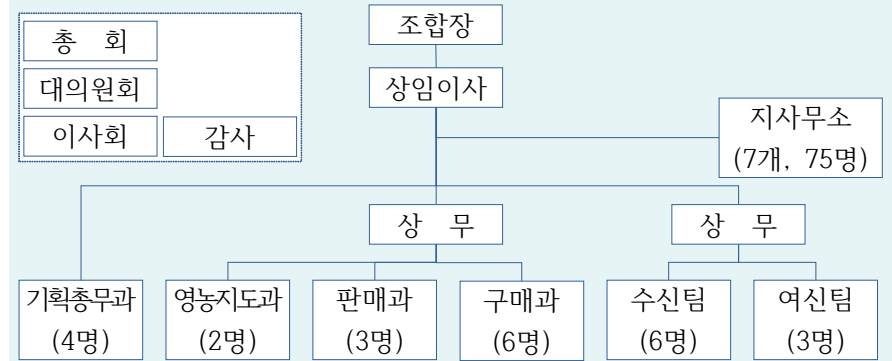 총 회
대의원회
이사회
감사
조합장
상임이사
지사무소
(7개, 75명)
상 무
상 무
기획총무과
(4명)
영농지도과
(2명)
판매과
(3명)
구매과
(6명)
수신팀
(6명)
여신팀
(3명)